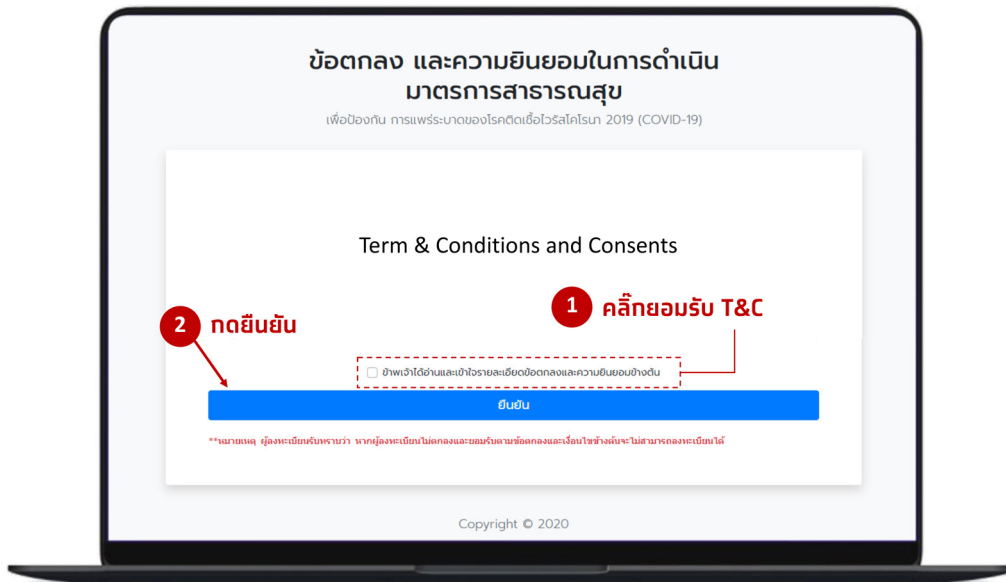 ข้อตกลง และความยินยอมในการดำเนิน
มาตรการสาธารณสุข
เพื่อป้องกัน การแพร่ระบาดของโรคติดเชื้อไวรัสโคโรนา 2019 (COVID-19)
Term & Conditions and Consents
1 คลิ๊กยอมรับ T&C
2 กดยืนยัน
ข้าพเจ้าได้อ่านและเข้าใจรายละเอียดข้อตกลงและความยินยอมข้างต้น
ยืนยัน
**หมายเหตุ ผู้ลงทะเบียนรับทราบว่า หากผู้ลงทะเบียนไม่ตกลงและยอมรับตามข้อตกลงและเงื่อนไขข้างต้นจะไม่สามารถลงทะเบียนได้
Copyright © 2020